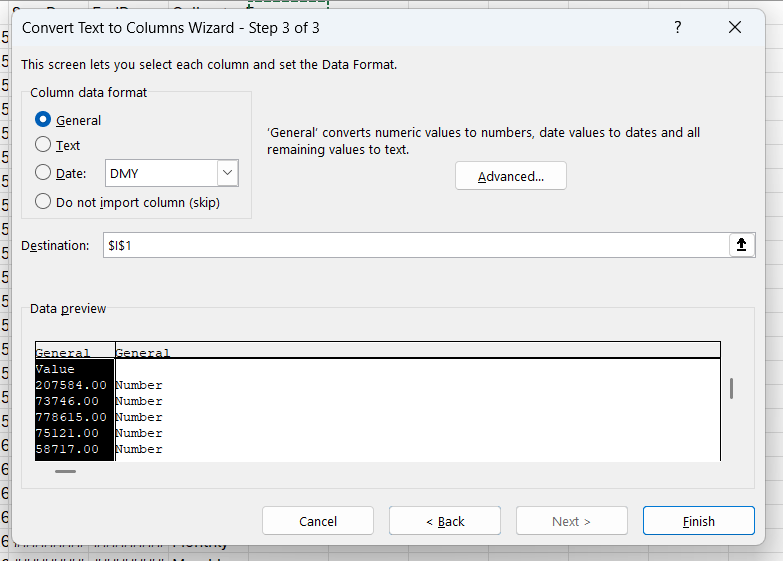 Convert Text to Columns Wizard - Step 3 of 3
?
This screen lets you select each column and set the Data Format.
Column data format
General
Text
Date: DMY
Do not import column (skip)
'General' converts numeric values to numbers, date values to dates and all
remaining values to text.
Advanced...
Destination: $I$1
Data preview
General General
Value
207584.00 Number
73746.00 Number
778615.00 Number
75121.00 Number
58717.00 Number
Cancel < Back Next > Finish